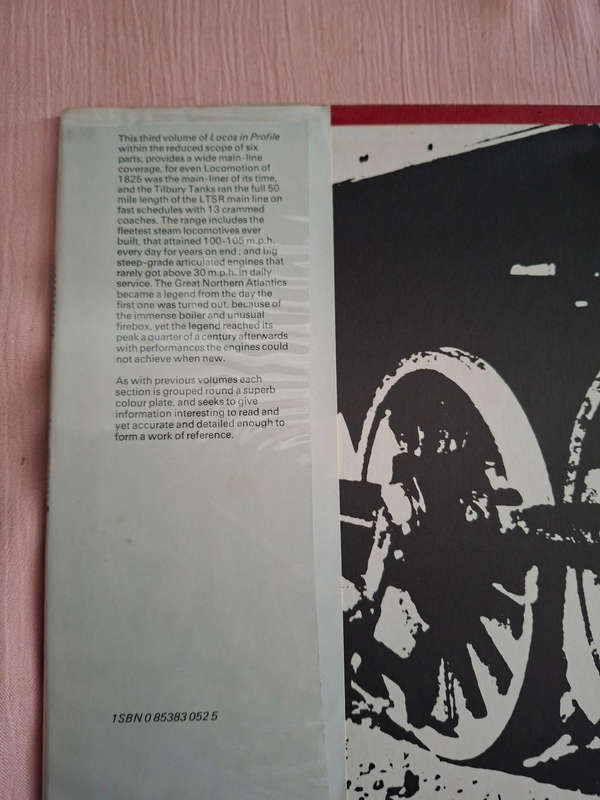 This third volume of Locos in Profile
within the reduced scope of six
parts, provides a wide main-line
coverage, for even Locomotion of
1825 was the main-liner of its time,
and the Tilbury Tanks ran the full 50
mile length of the LTSR main line on
fast schedules with 13 crammed
coaches. The range includes the
fleetest steam locomotives ever
built, that attained 100-105 m.p.h.
every day for years on end; and big
steep-grade articulated engines that
rarely got above 30 m.p.h. in daily
service. The Great Northern Atlantics
became a legend from the day the
first one was turned out, because of
the immense boiler and unusual
firebox, yet the legend reached its
peak a quarter of a century afterwards
with performances the engines could
not achieve when new.
As with previous volumes each
section is grouped round a superb
colour plate, and seeks to give
information interesting to read and
yet accurate and detailed enough to
form a work of reference.
ISBN 0 85383 052 5